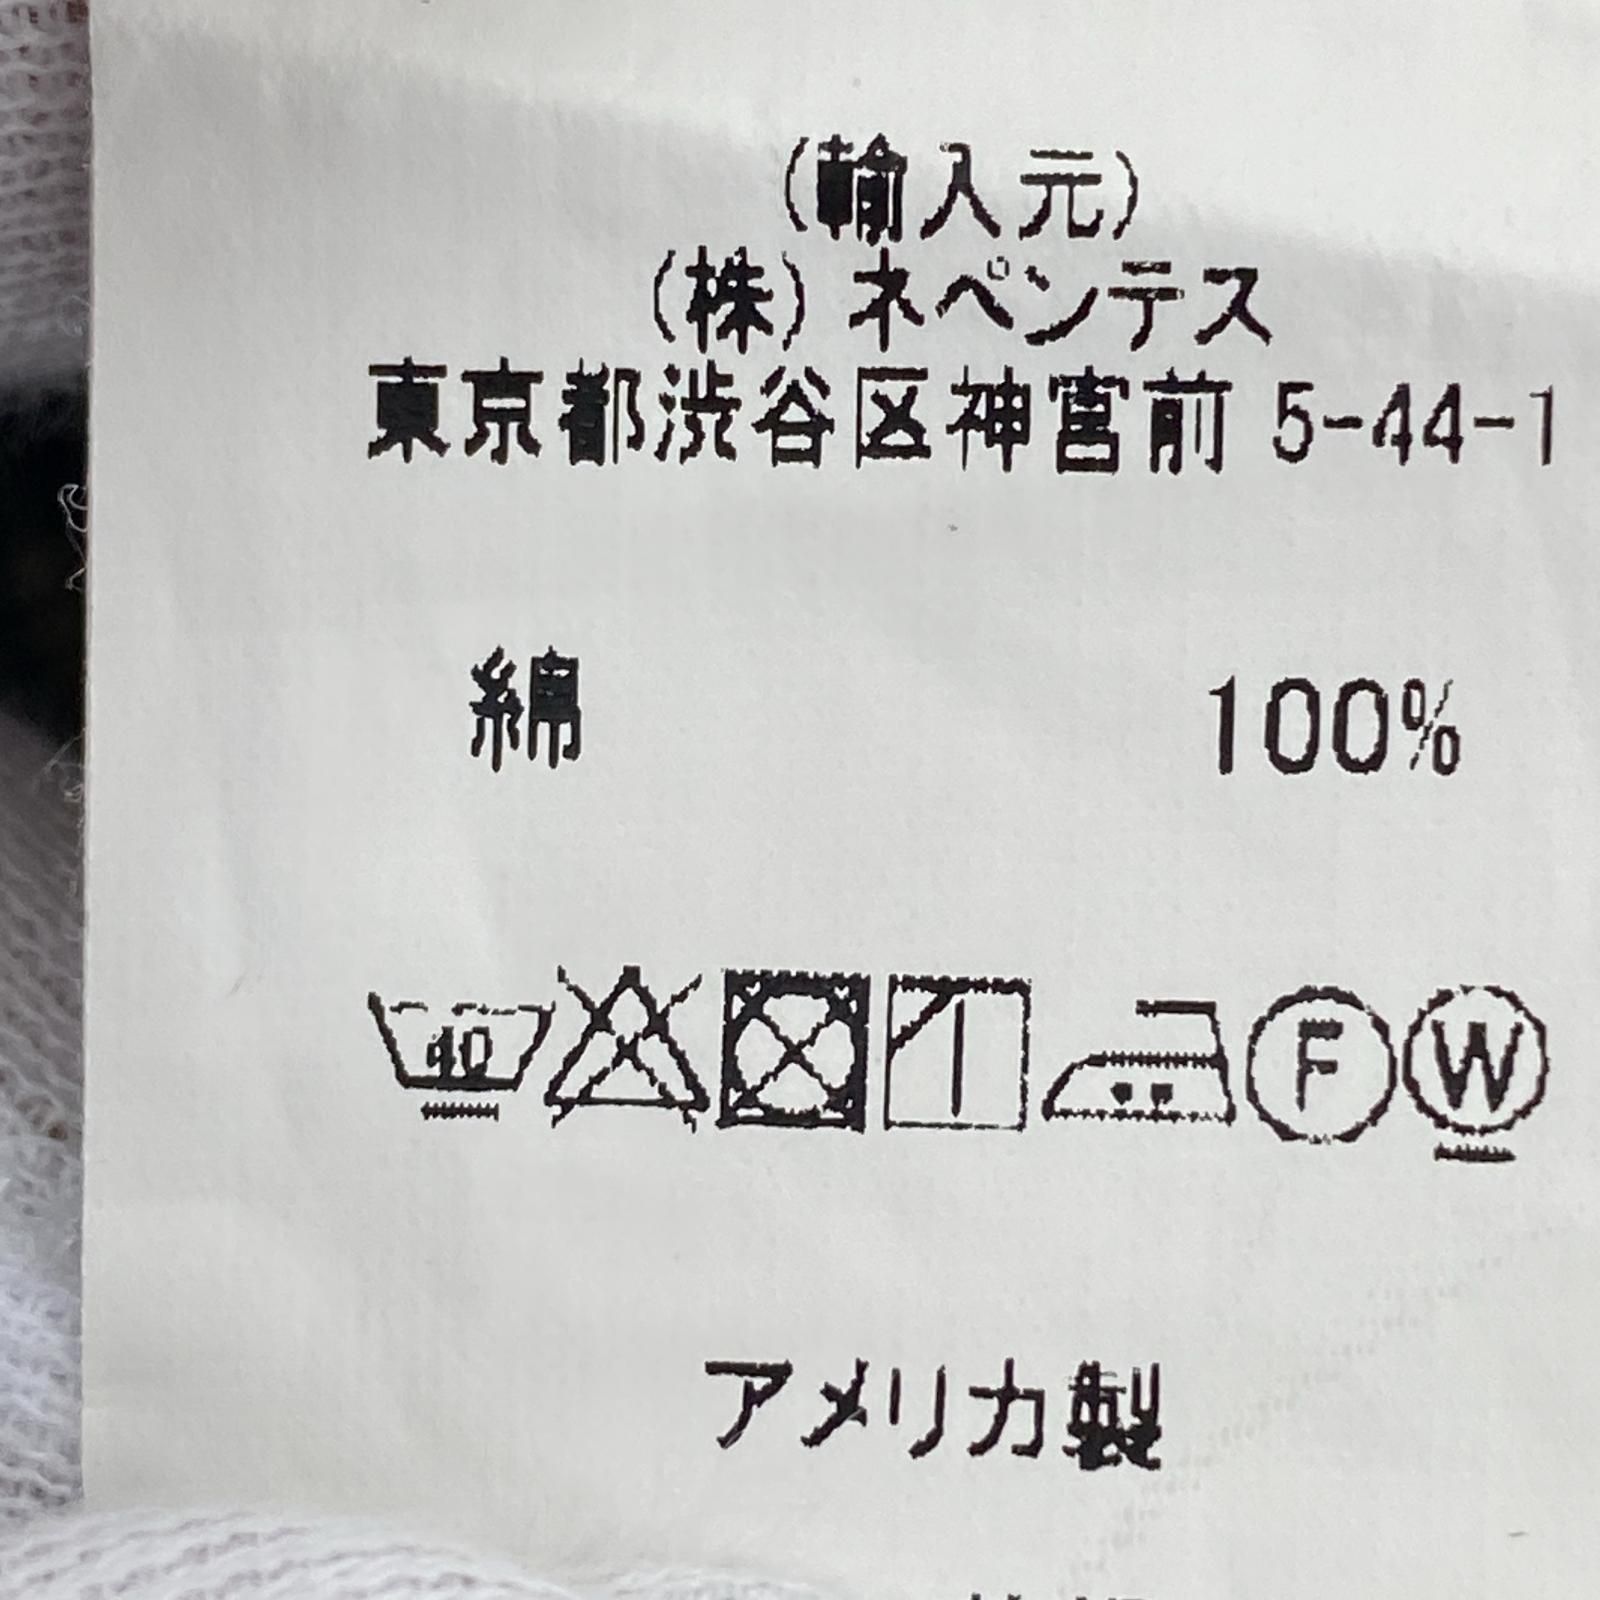 (輸入元)
(株)ネペンテス
東京都渋谷区神宮前 5-44-1
綿 100%
40 F W
アメリカ製